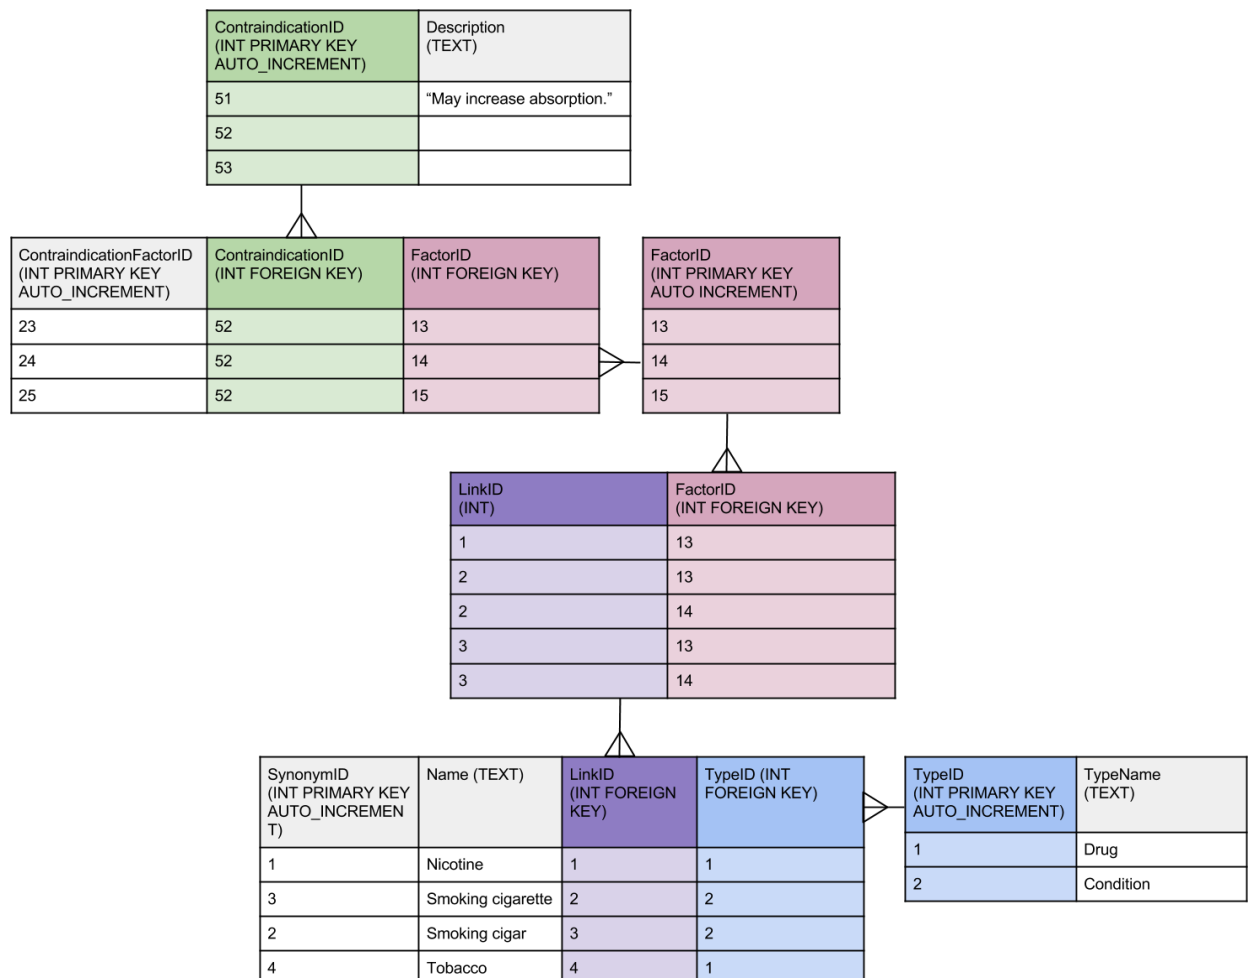 ContraindicationID
(INT PRIMARY KEY
AUTO_INCREMENT)
Description
(TEXT)
51
“May increase absorption.”
52
53
ContraindicationFactorID
(INT PRIMARY KEY
AUTO_INCREMENT)
ContraindicationID
(INT FOREIGN KEY)
FactorID
(INT FOREIGN KEY)
23
52
13
24
52
14
25
52
15
FactorID
(INT PRIMARY KEY
AUTO INCREMENT)
13
14
15
LinkID
(INT)
FactorID
(INT FOREIGN KEY)
1
13
2
13
2
14
3
13
3
14
SynonymID
(INT PRIMARY KEY
AUTO_INCREMEN
T)
Name (TEXT)
LinkID
(INT FOREIGN
KEY)
TypeID (INT
FOREIGN KEY)
1
Nicotine
1
1
3
Smoking cigarette
2
2
2
Smoking cigar
3
2
4
Tobacco
4
1
TypeID
(INT PRIMARY KEY
AUTO_INCREMENT)
TypeName
(TEXT)
1
Drug
2
Condition